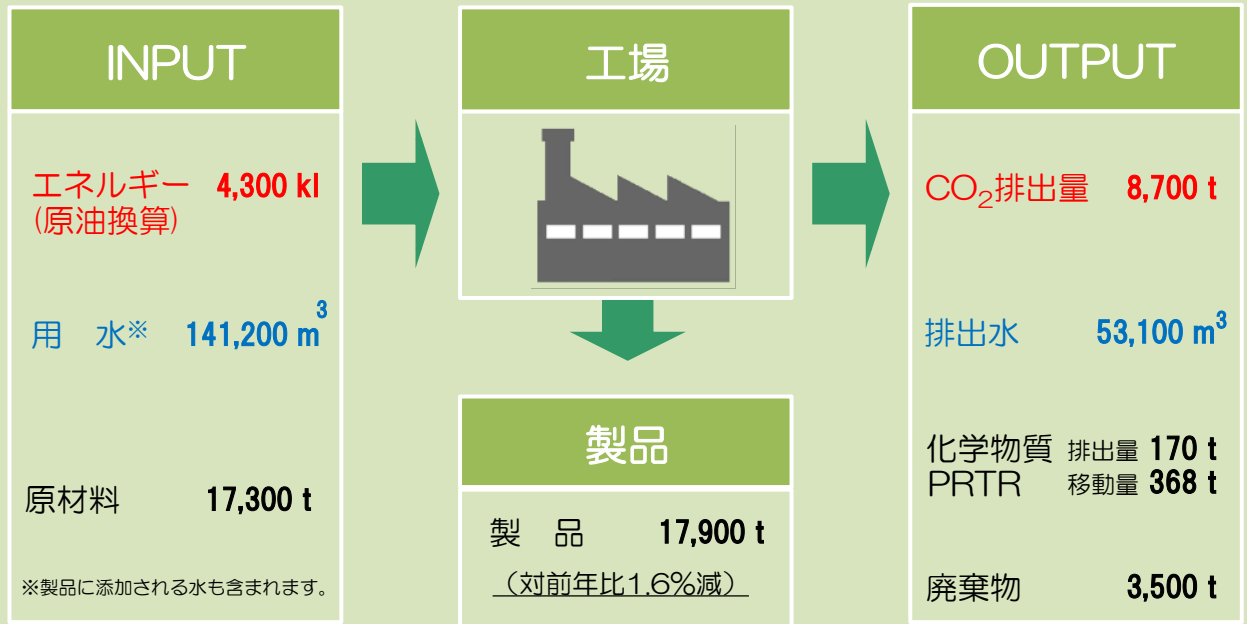 INPUT
エネルギー 4,300 kl
(原油換算)
用 水※ 141,200 m³
原材料 17,300 t
※製品に添加される水も含まれます。
工場
製品
製 品 17,900 t
(対前年比1.6%減)
OUTPUT
CO₂排出量 8,700 t
排出水 53,100 m³
化学物質 排出量 170 t
PRTR 移動量 368 t
廃棄物 3,500 t